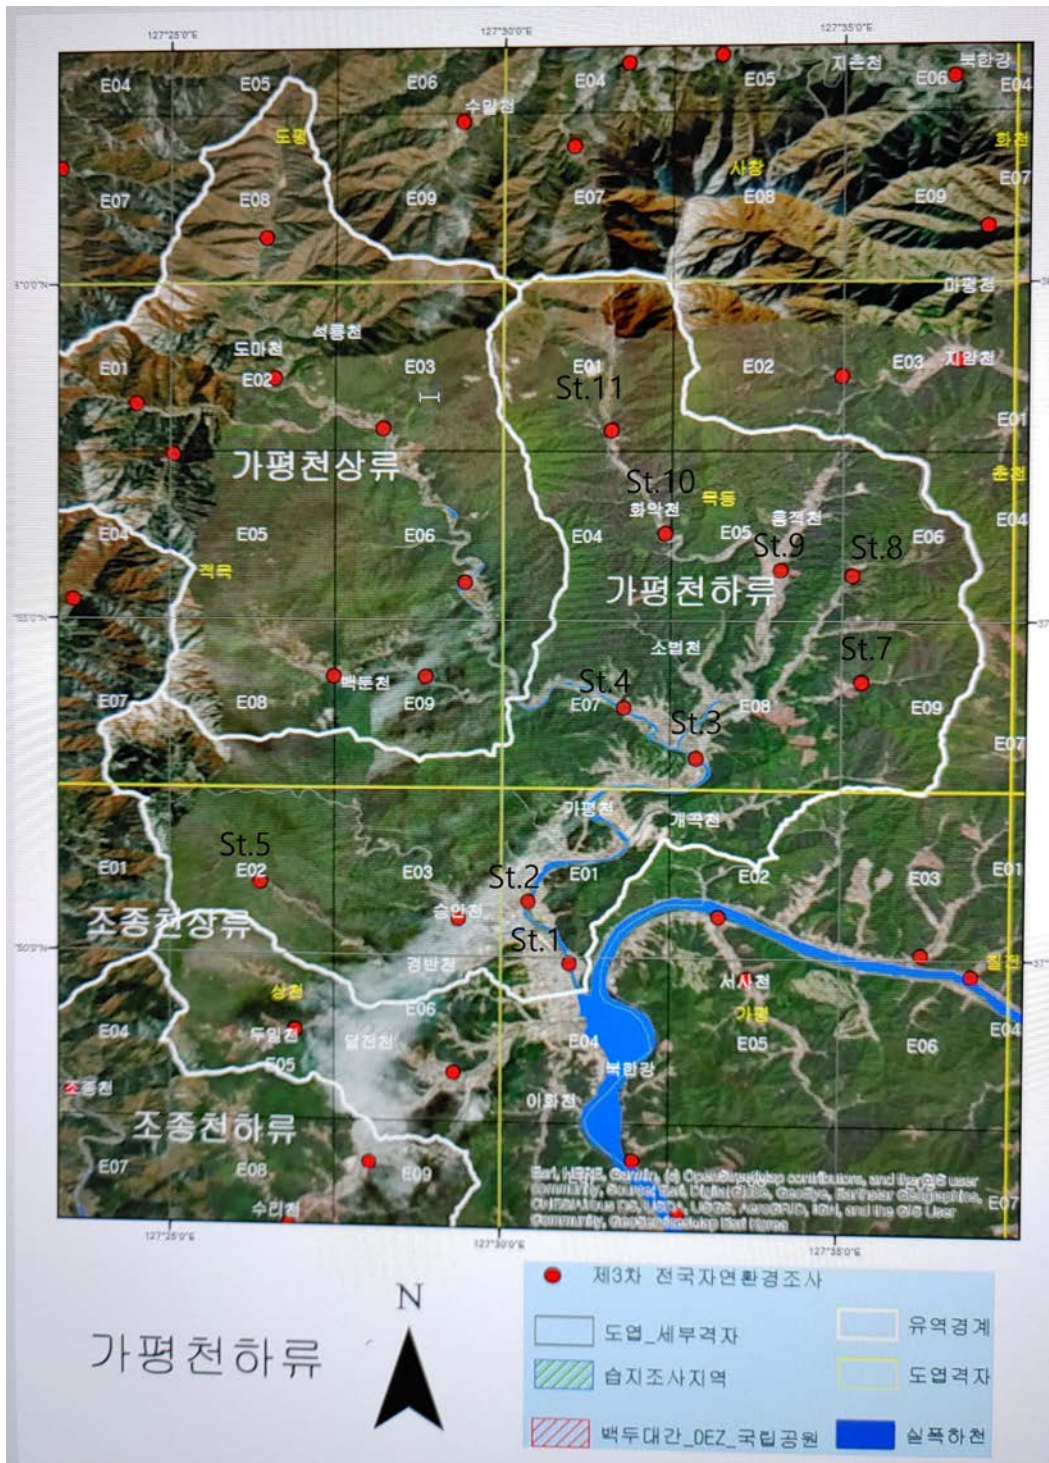 127°25'0"E 127°30'0"E 127°35'0"E
E04 E05 E06 E04 E05 지촌천 E06 북한강 E04
수밀천
도평 사창 화천
E07 E08 E09 E07 E08 E09 E07
마평천
석룡천
도마천
E01 E02 E03 E01 E02 E03 지암천
St.11 E01
가평천상류
St.10
화악천 목동 홍적천 춘천
E04 E05 E06 E04 E05 E06 E04
St.9 St.8
적목 가평천하류
소법천
St.7
백둔천
E07 E08 E09 E07 E08 E09
St.4
St.3 E07
가평천 개곡천
St.5
E01 E02 E03 E01 E02 E03 E01
St.2
승안천
조종천상류
St.1
경반천
서사천
상천 가평
E04 두밀천 E05 E06 달전천 E04 E05 E06 E04
북한강
조종천
이화천
조종천하류
E07 E08 E09 E07
수리천
127°25'0"E 127°30'0"E 127°35'0"E
N
가평천하류
제3차 전국자연환경조사
도엽_세부격자 유역경계
습지조사지역 도엽격자
백두대간_DEZ_국립공원 실폭하천